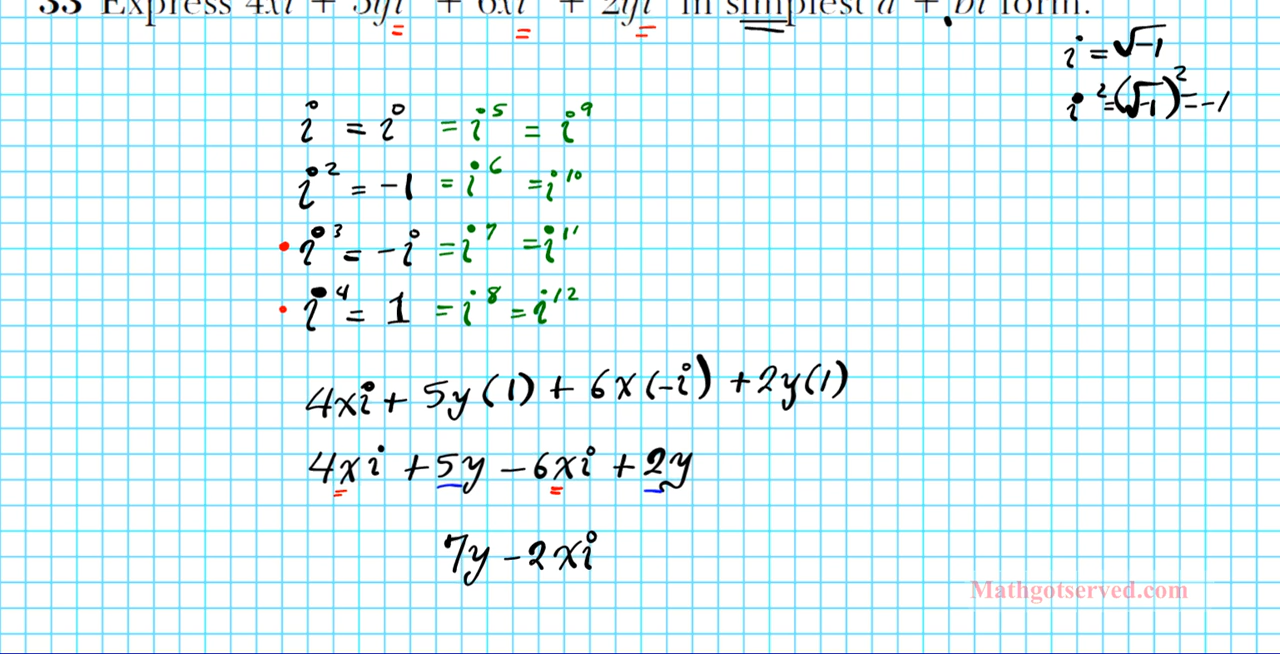 33 Express 4xi + 5yi + 6xi + 2yi in simplest a + bi form.
i = √-1
i² = (√-1)² = -1
i = i = i⁵ = i⁹
i² = -1 = i⁶ = i¹⁰
i³ = -i = i⁷ = i¹¹
i⁴ = 1 = i⁸ = i¹²
4xi + 5y(1) + 6x(-i) + 2y(1)
4xi + 5y - 6xi + 2y
7y - 2xi
Mathgotserved.com